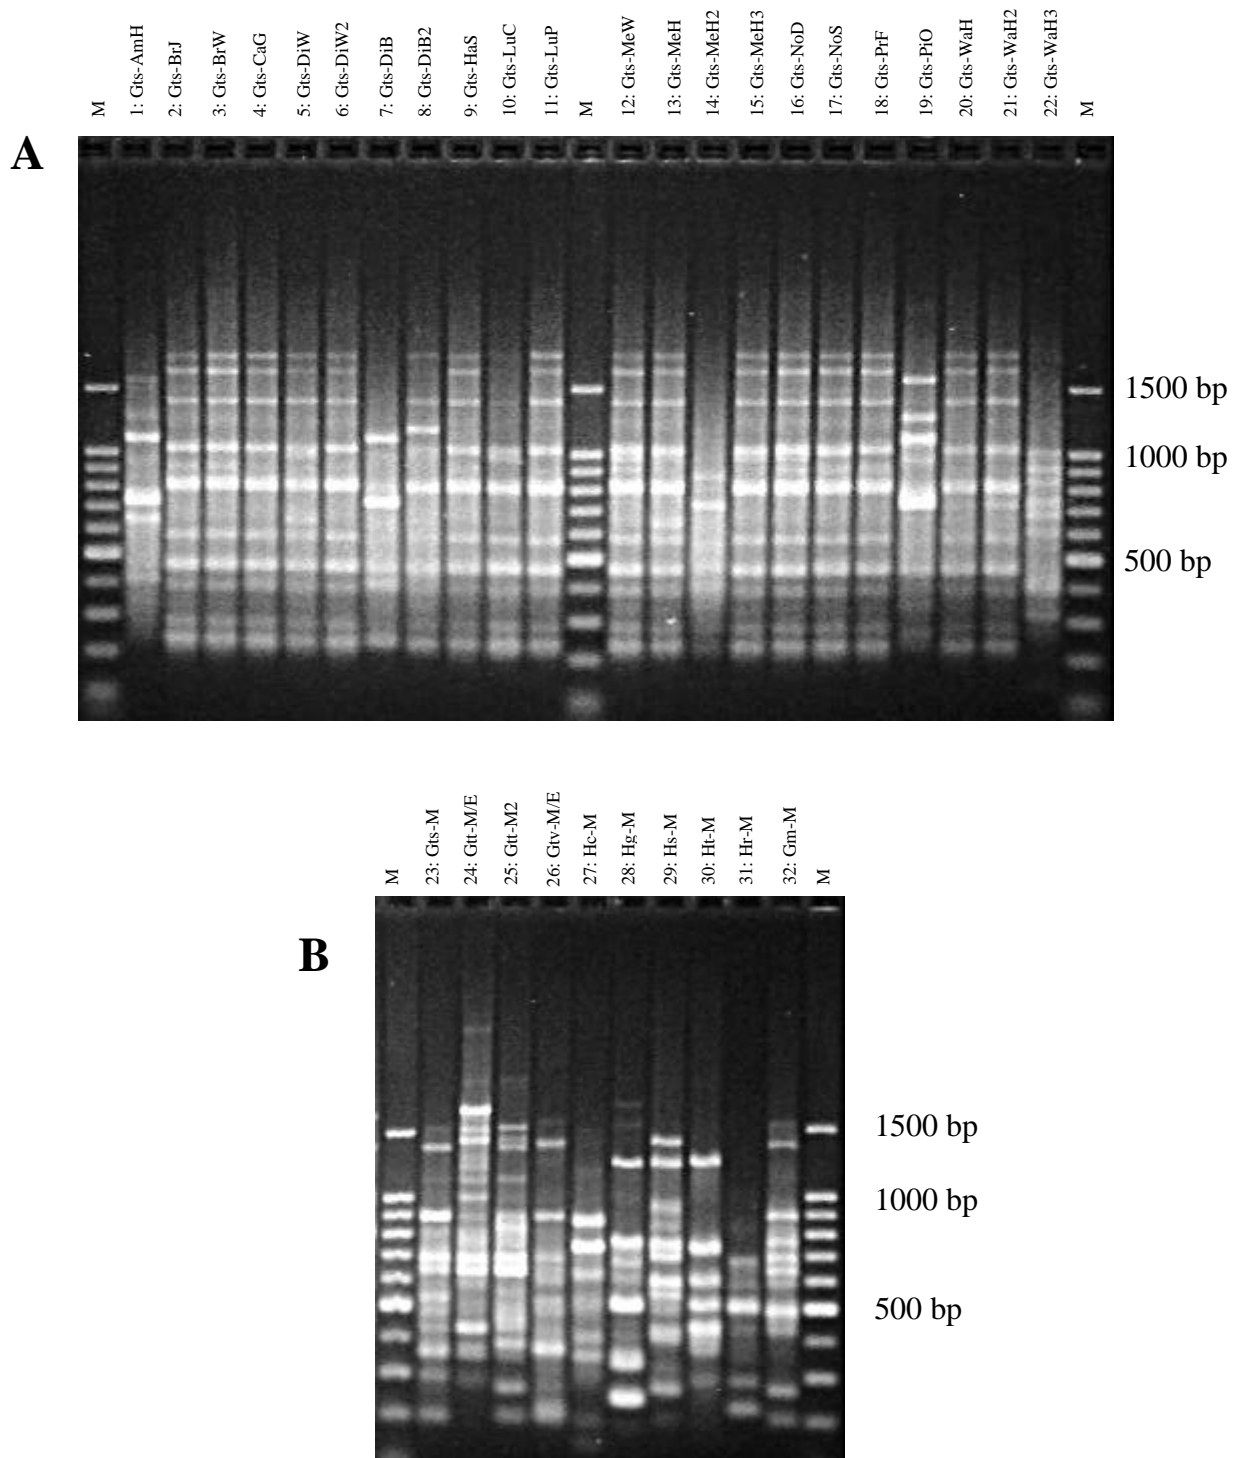 M
1: Gts-AmH
2: Gts-BrJ
3: Gts-BrW
4: Gts-CaG
5: Gts-DiW
6: Gts-DiW2
7: Gts-DiB
8: Gts-DiB2
9: Gts-HaS
10: Gts-LuC
11: Gts-LuP
M
12: Gts-MeW
13: Gts-MeH
14: Gts-MeH2
15: Gts-MeH3
16: Gts-NoD
17: Gts-NoS
18: Gts-PrF
19: Gts-PiO
20: Gts-WaH
21: Gts-WaH2
22: Gts-WaH3
M
A
1500 bp
1000 bp
500 bp
M
23: Gts-M
24: Gtt-M/E
25: Gtt-M2
26: Gtv-M/E
27: Hc-M
28: Hg-M
29: Hs-M
30: Ht-M
31: Hr-M
32: Gm-M
M
B
1500 bp
1000 bp
500 bp